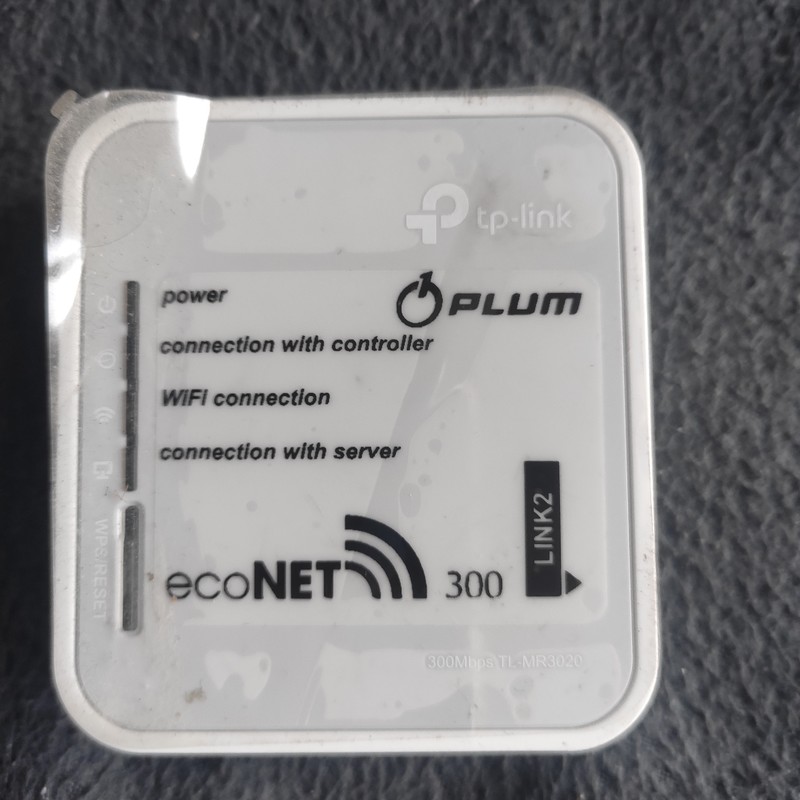 tp-link
power
PLUM
connection with controller
WiFi connection
connection with server
LINK2
WPS/RESET
ecoNET 300
300Mbps TL-MR3020